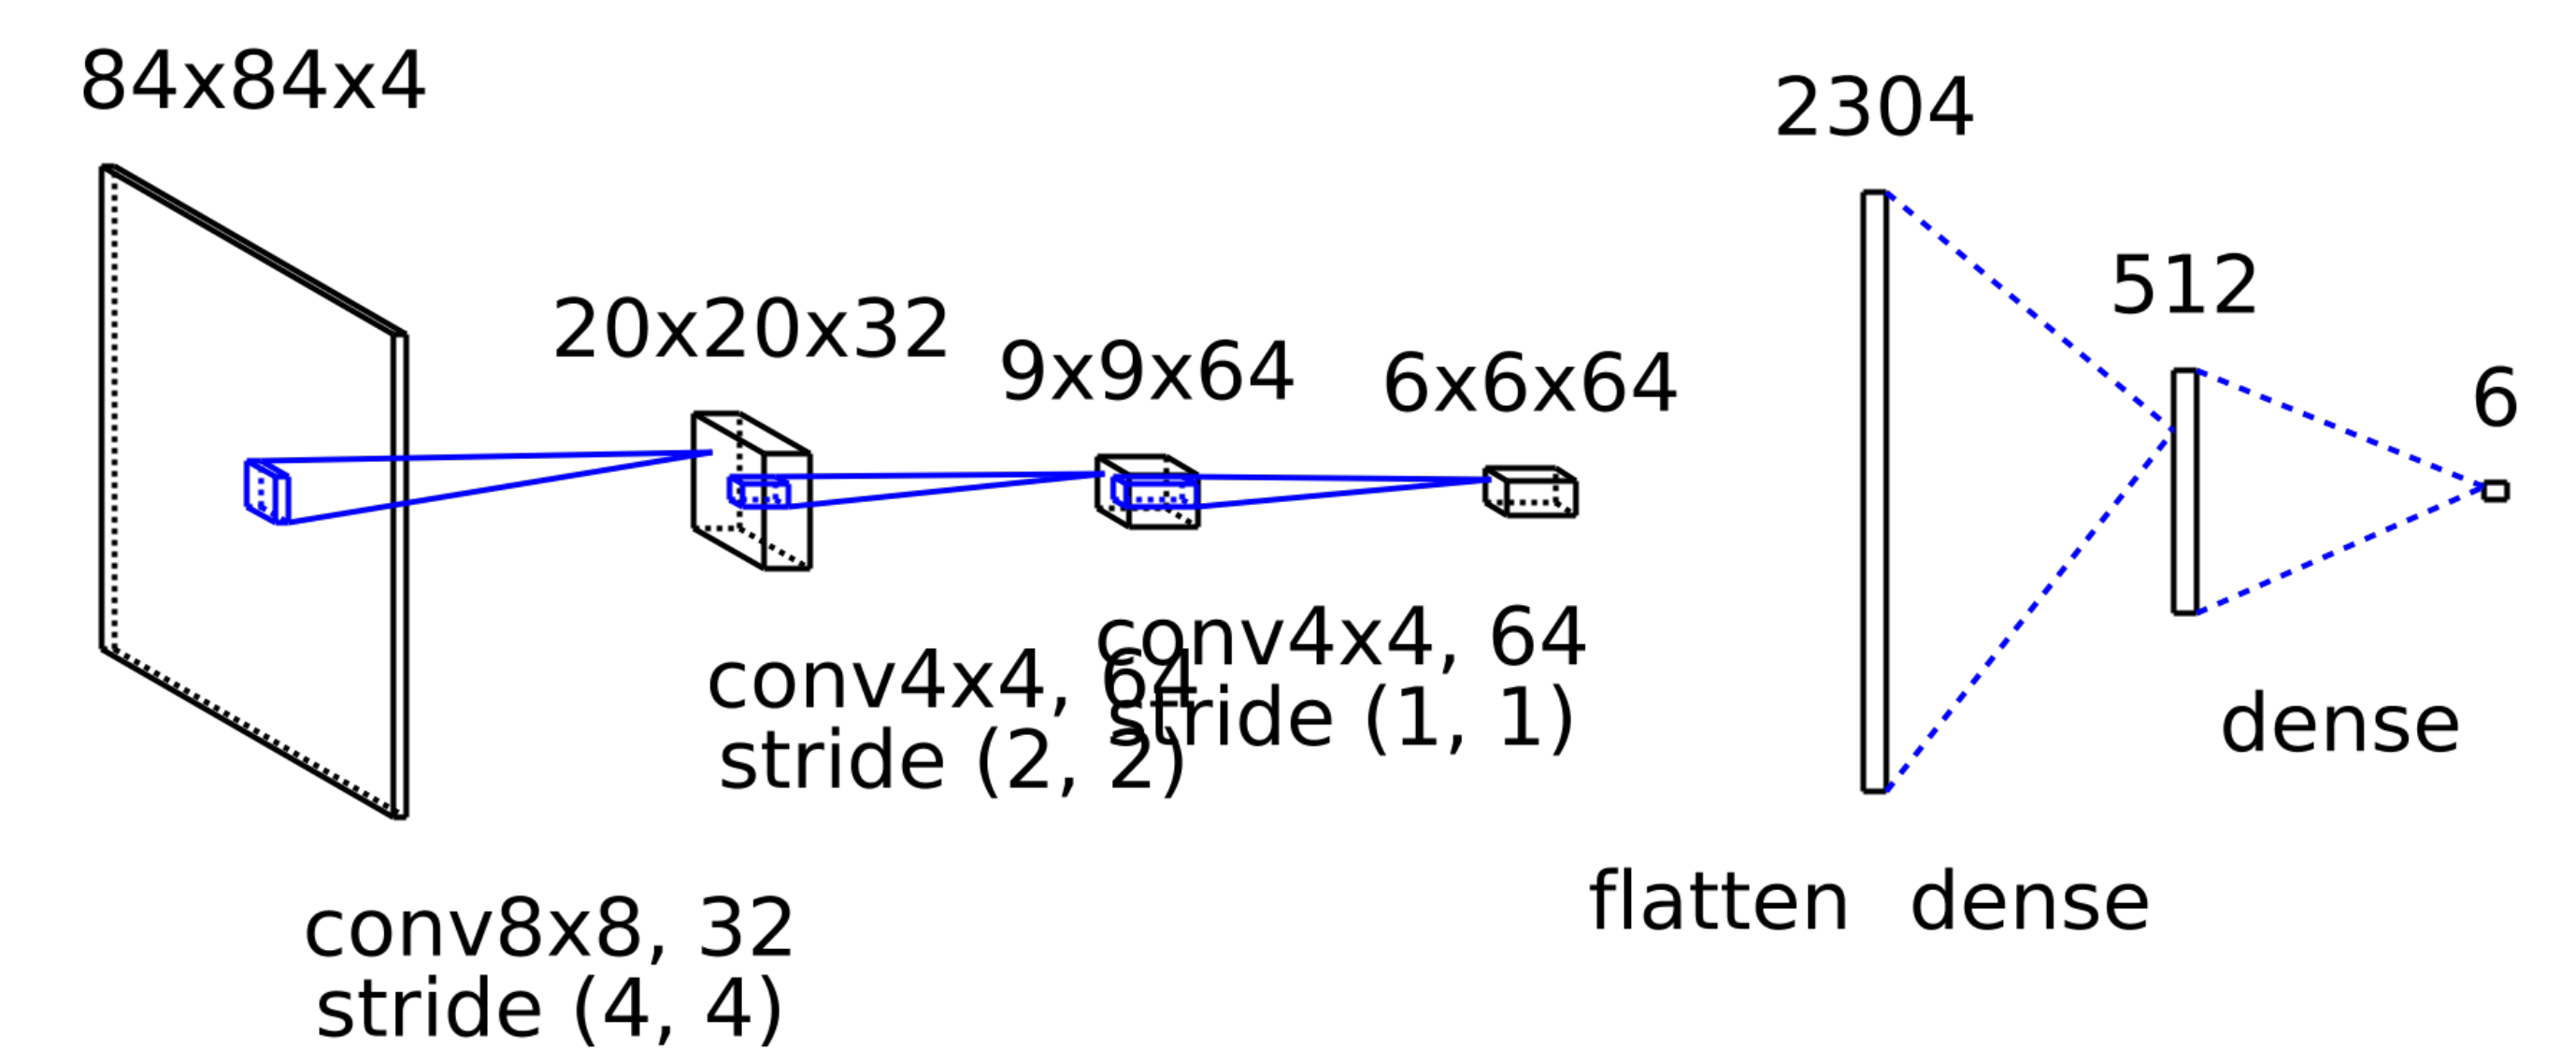 84x84x4
20x20x32
9x9x64
6x6x64
2304
512
6
conv8x8, 32
stride (4, 4)
conv4x4, 64
stride (2, 2)
conv4x4, 64
stride (1, 1)
flatten
dense
dense